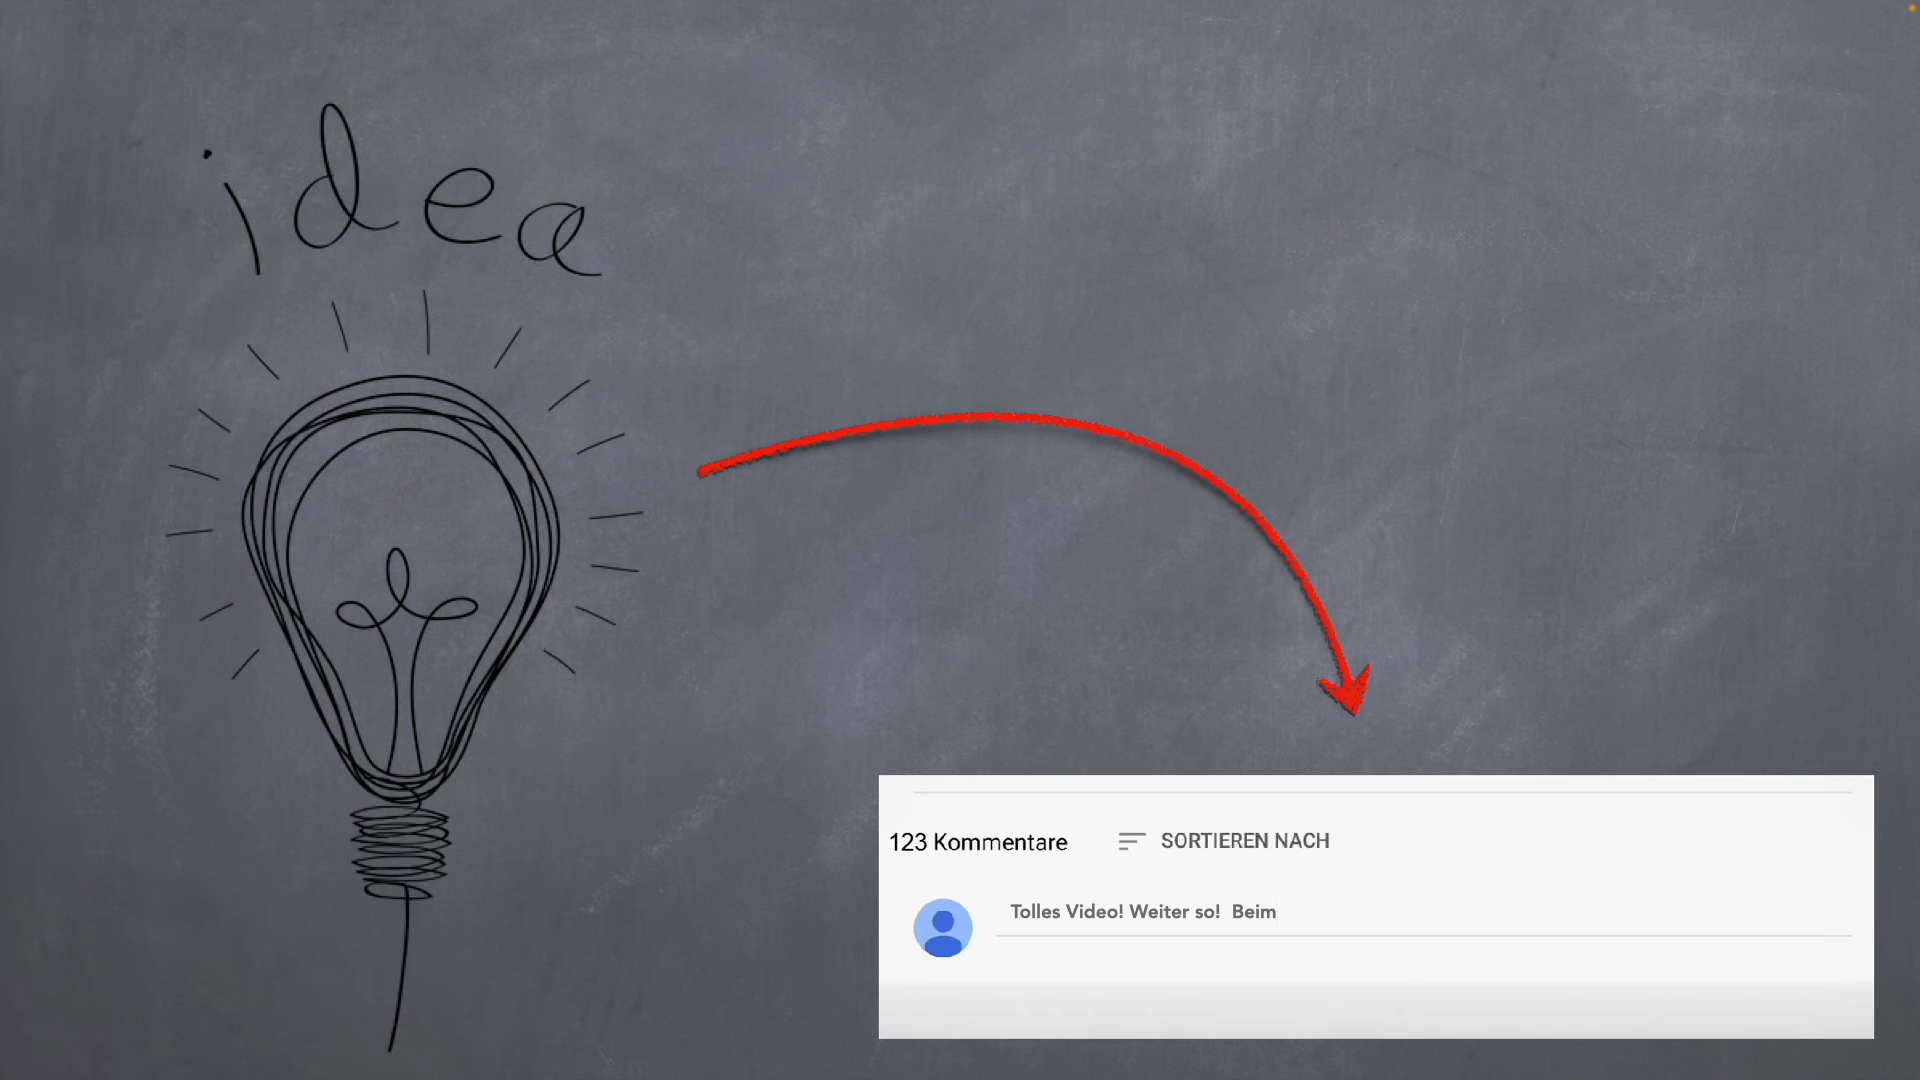 idea
123 Kommentare
SORTIEREN NACH
Tolles Video! Weiter so!  Beim